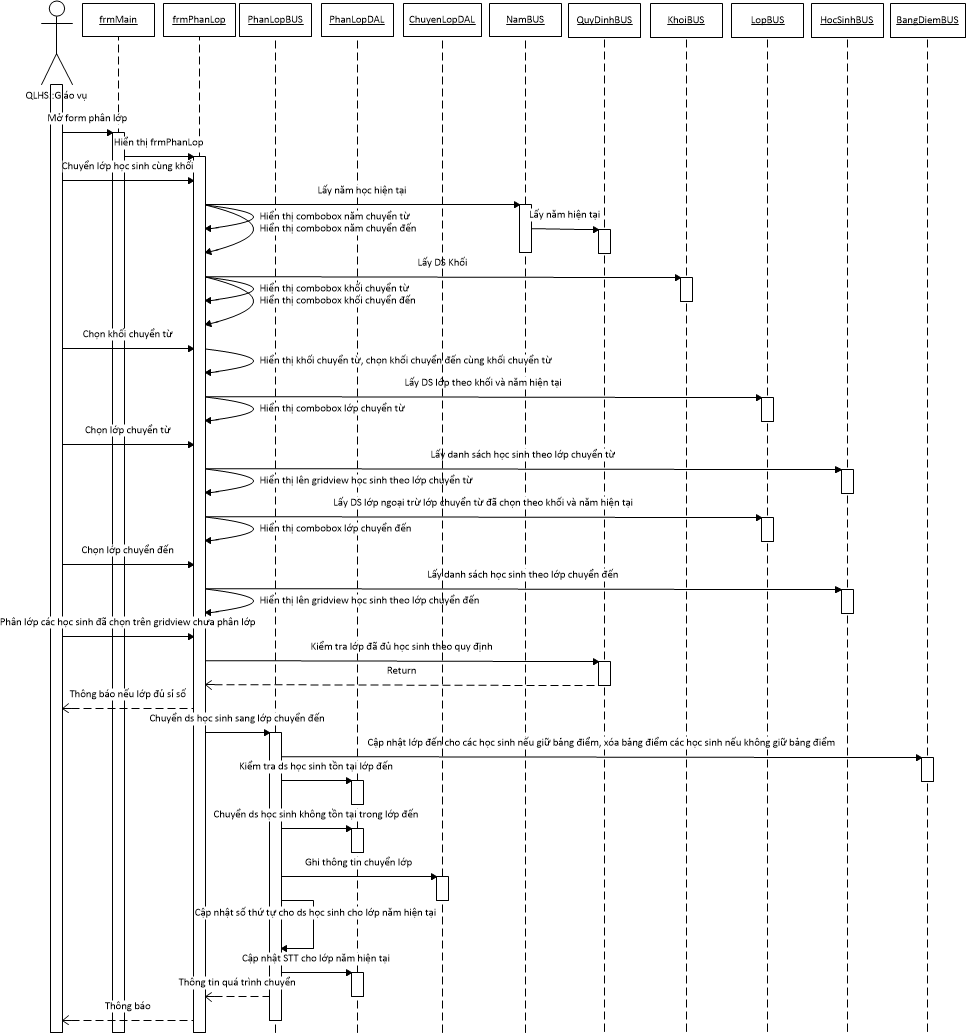 frmMain
frmPhanLop
PhanLopBUS
PhanLopDAL
ChuyenLopDAL
NamBUS
QuyDinhBUS
KhoiBUS
LopBUS
HocSinhBUS
BangDiemBUS
QLHS::Giáo vụ
Mở form phân lớp
Hiển thị frmPhanLop
Chuyển lớp học sinh cùng khối
Lấy năm học hiện tại
Hiển thị combobox năm chuyển từ
Lấy năm hiện tại
Hiển thị combobox năm chuyển đến
Lấy DS Khối
Hiển thị combobox khối chuyển từ
Hiển thị combobox khối chuyển đến
Chọn khối chuyển từ
Hiển thị khối chuyển từ, chọn khối chuyển đến cùng khối chuyển từ
Lấy DS lớp theo khối và năm hiện tại
Hiển thị combobox lớp chuyển từ
Chọn lớp chuyển từ
Lấy danh sách học sinh theo lớp chuyển từ
Hiển lên gridview học sinh theo lớp chuyển từ
Lấy DS lớp ngoại trừ lớp chuyển từ đã chọn theo khối và năm hiện tại
Hiển thị combobox lớp chuyển đến
Chọn lớp chuyển đến
Lấy danh sách học sinh theo lớp chuyển đến
Hiển thị lên gridview học sinh theo lớp chuyển đến
Phân lớp các học sinh đã chọn trên gridview chưa phân lớp
Kiểm tra lớp đã đủ học sinh theo quy định
Return
Thông báo nếu lớp đủ sỉ số
Chuyển ds học sinh sang lớp chuyển đến
Cập nhật lớp đến cho các học sinh nếu giữ bảng điểm, xóa bảng điểm các học sinh nếu không giữ bảng điểm
Kiểm tra ds học sinh tồn tại lớp đến
Chuyển ds học sinh không tồn tại trong lớp đến
Ghi thông tin chuyển lớp
Cập nhật số thứ tự cho ds học sinh cho lớp năm hiện tại
Cập nhật STT cho lớp năm hiện tại
Thông tin quá trình chuyển
Thông báo